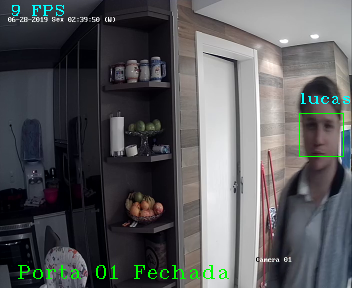 9 FPS
06-28-2019 Sex 02:39:50 (W)
lucas
Camera 01
Porta 01 Fechada